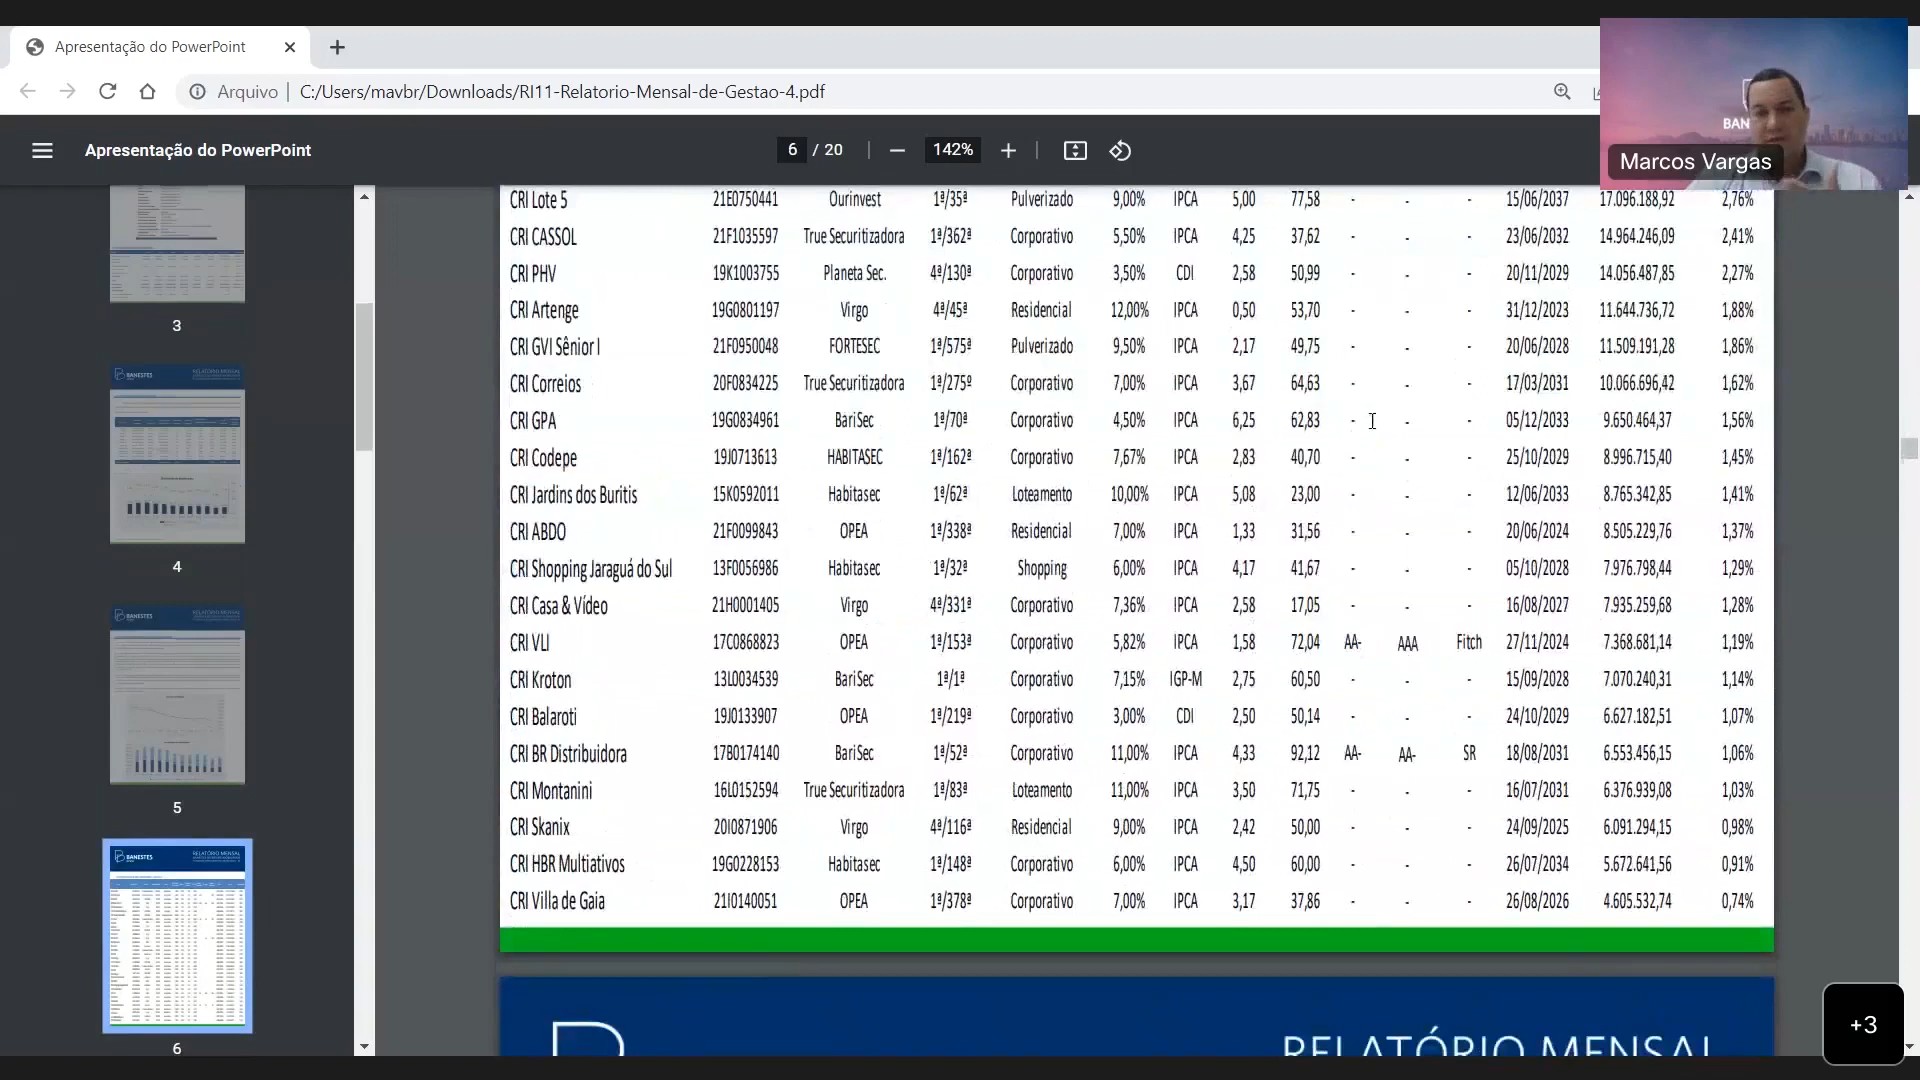 Apresentação do PowerPoint
Arquivo | C:/Users/mavbr/Downloads/RI11-Relatorio-Mensal-de-Gestao-4.pdf
BAN
Marcos Vargas
Apresentação do PowerPoint
6 / 20
142%
3
BANESTES RELATÓRIO MENSAL
4
BANESTES RELATÓRIO MENSAL
5
BANESTES RELATÓRIO MENSAL
6
CRI Lote 5 21E0750441 Ourinvest 1ª/35ª Pulverizado 9,00% IPCA 5,00 77,58 - - - 15/06/2037 17.096.188,92 2,76%
CRI CASSOL 21F1035597 True Securitizadora 1ª/362ª Corporativo 5,50% IPCA 4,25 37,62 - - - 23/06/2032 14.964.246,09 2,41%
CRI PHV 19K1003755 Planeta Sec. 4ª/130ª Corporativo 3,50% CDI 2,58 50,99 - - - 20/11/2029 14.056.487,85 2,27%
CRI Artenge 19G0801197 Virgo 4ª/45ª Residencial 12,00% IPCA 0,50 53,70 - - - 31/12/2023 11.644.736,72 1,88%
CRI GVI Sênior I 21F0950048 FORTESEC 1ª/575ª Pulverizado 9,50% IPCA 2,17 49,75 - - - 20/06/2028 11.509.191,28 1,86%
CRI Correios 20F0834225 True Securitizadora 1ª/275º Corporativo 7,00% IPCA 3,67 64,63 - - - 17/03/2031 10.066.696,42 1,62%
CRI GPA 19G0834961 BariSec 1ª/70ª Corporativo 4,50% IPCA 6,25 62,83 - - - 05/12/2033 9.650.464,37 1,56%
CRI Codepe 19J0713613 HABITASEC 1ª/162ª Corporativo 7,67% IPCA 2,83 40,70 - - - 25/10/2029 8.996.715,40 1,45%
CRI Jardins dos Buritis 15K0592011 Habitasec 1ª/62ª Loteamento 10,00% IPCA 5,08 23,00 - - - 12/06/2033 8.765.342,85 1,41%
CRI ABDO 21F0099843 OPEA 1ª/338ª Residencial 7,00% IPCA 1,33 31,56 - - - 20/06/2024 8.505.229,76 1,37%
CRI Shopping Jaraguá do Sul 13F0056986 Habitasec 1ª/32ª Shopping 6,00% IPCA 4,17 41,67 - - - 05/10/2028 7.976.798,44 1,29%
CRI Casa & Vídeo 21H0001405 Virgo 4ª/331ª Corporativo 7,36% IPCA 2,58 17,05 - - - 16/08/2027 7.935.259,68 1,28%
CRI VLI 17C0868823 OPEA 1ª/153ª Corporativo 5,82% IPCA 1,58 72,04 AA- AAA Fitch 27/11/2024 7.368.681,14 1,19%
CRI Kroton 13L0034539 BariSec 1ª/1ª Corporativo 7,15% IGP-M 2,75 60,50 - - - 15/09/2028 7.070.240,31 1,14%
CRI Balaroti 19J0133907 OPEA 1ª/219ª Corporativo 3,00% CDI 2,50 50,14 - - - 24/10/2029 6.627.182,51 1,07%
CRI BR Distribuidora 17B0174140 BariSec 1ª/52ª Corporativo 11,00% IPCA 4,33 92,12 AA- AA- SR 18/08/2031 6.553.456,15 1,06%
CRI Montanini 16L0152594 True Securitizadora 1ª/83ª Loteamento 11,00% IPCA 3,50 71,75 - - - 16/07/2031 6.376.939,08 1,03%
CRI Skanix 20I0871906 Virgo 4ª/116ª Residencial 9,00% IPCA 2,42 50,00 - - - 24/09/2025 6.091.294,15 0,98%
CRI HBR Multiativos 19G0228153 Habitasec 1ª/148ª Corporativo 6,00% IPCA 4,50 60,00 - - - 26/07/2034 5.672.641,56 0,91%
CRI Villa de Gaia 21I0140051 OPEA 1ª/378ª Corporativo 7,00% IPCA 3,17 37,86 - - - 26/08/2026 4.605.532,74 0,74%
RELATÓRIO MENSAL
+3